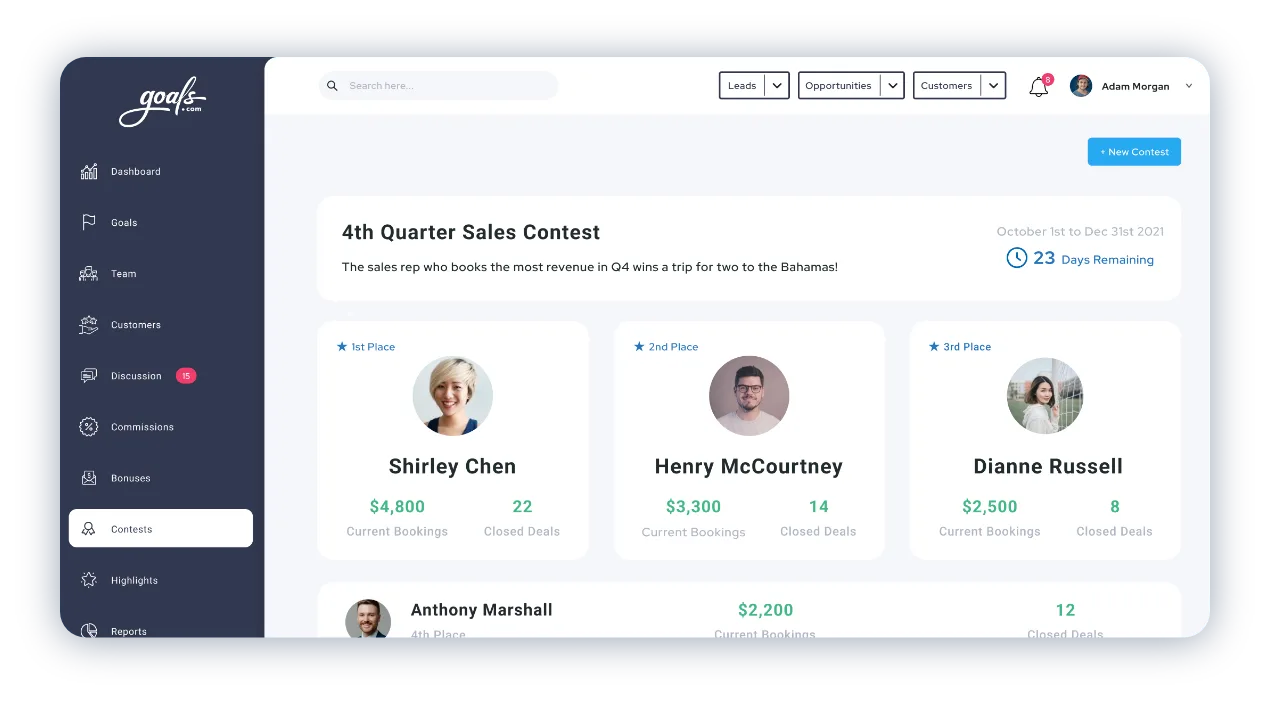 goals
.com
Search here...
Leads
Opportunities
Customers
8
Adam Morgan
Dashboard
Goals
Team
Customers
Discussion 15
Commissions
Bonuses
Contests
Highlights
Reports
+ New Contest
4th Quarter Sales Contest
The sales rep who books the most revenue in Q4 wins a trip for two to the Bahamas!
October 1st to Dec 31st 2021
23 Days Remaining
1st Place
Shirley Chen
$4,800 22
Current Bookings Closed Deals
2nd Place
Henry McCourtney
$3,300 14
Current Bookings Closed Deals
3rd Place
Dianne Russell
$2,500 8
Current Bookings Closed Deals
Anthony Marshall $2,200 12
4th Place Current Bookings Closed Deals